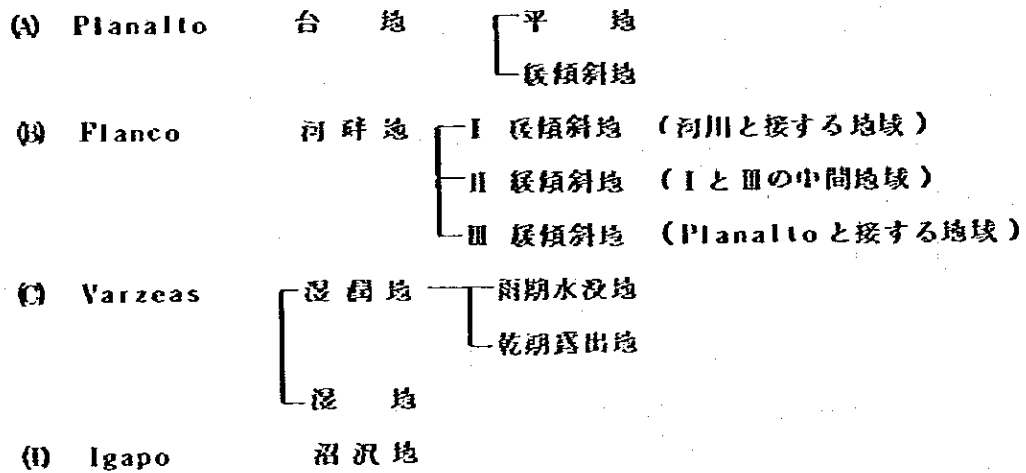 (A) Planalto 台地 平地
緩傾斜地
(B) Flanco 河畔地 I 緩傾斜地 (河川と接する地域)
II 緩傾斜地 (IとIIIの中間地域)
III 緩傾斜地 (Planaltoと接する地域)
(C) Varzeas 湿潤地 雨期水没地
乾期露出地
湿地
(D) Igapo 沼沢地